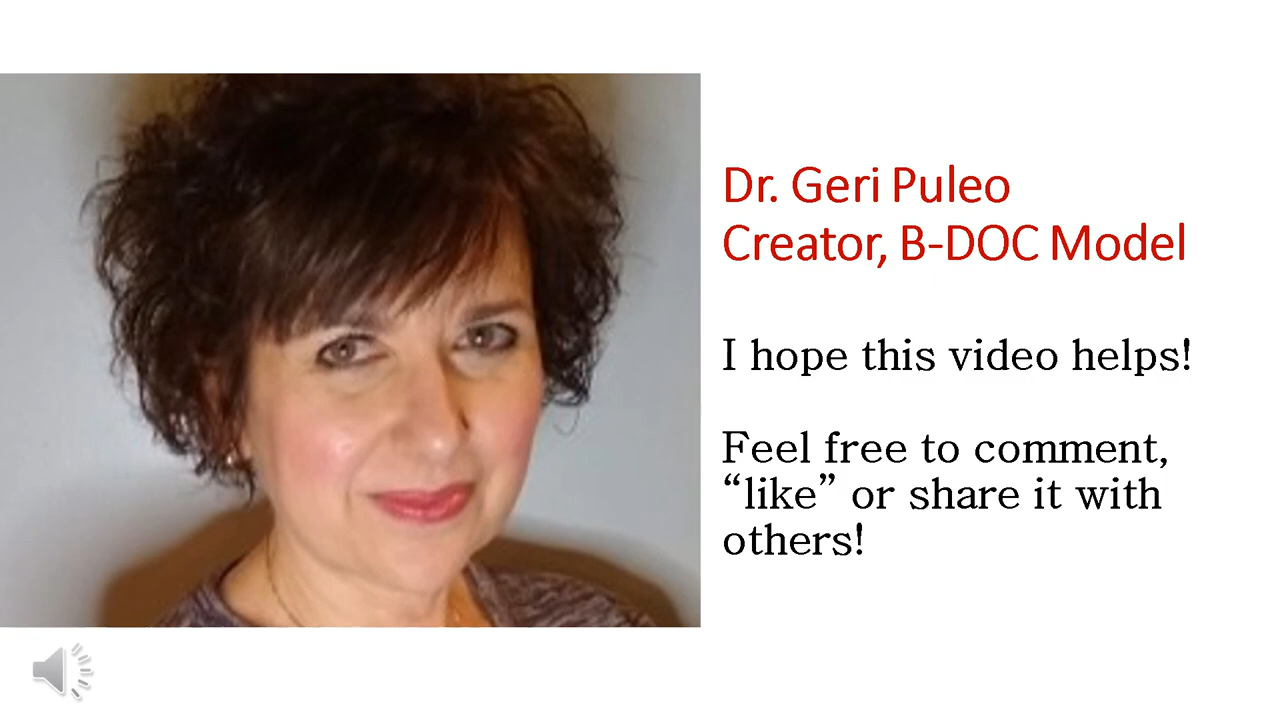 Dr. Geri Puleo
Creator, B-DOC Model
I hope this video helps!
Feel free to comment,
“like” or share it with
others!